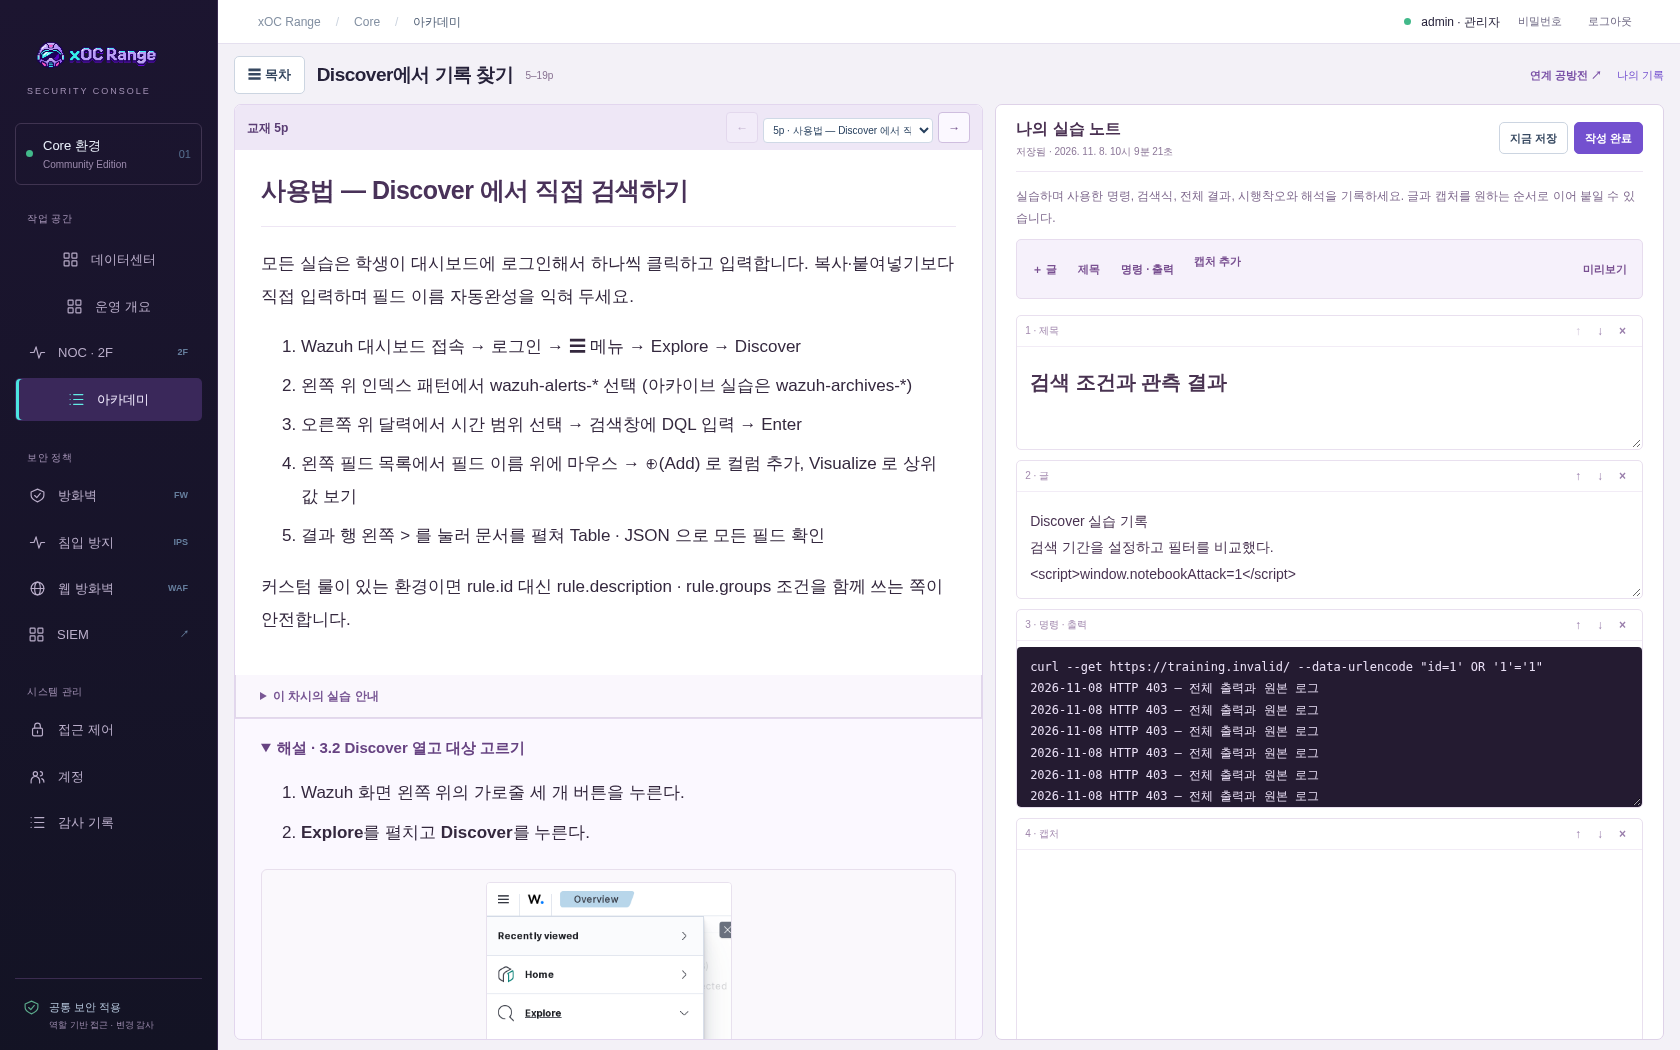 xOC Range
SECURITY CONSOLE
Core 환경
Community Edition
01
작업 공간
데이터센터
운영 개요
NOC · 2F
2F
아카데미
보안 정책
방화벽
FW
침입 방지
IPS
웹 방화벽
WAF
SIEM
↗
시스템 관리
접근 제어
계정
감사 기록
공통 보안 적용
역할 기반 접근 · 변경 감사
xOC Range / Core / 아카데미
admin · 관리자
비밀번호
로그아웃
☰ 목차
Discover에서 기록 찾기
5–19p
연계 공방전 ↗
나의 기록
교재 5p
←
5p · 사용법 — Discover 에서 직
→
사용법 — Discover 에서 직접 검색하기
모든 실습은 학생이 대시보드에 로그인해서 하나씩 클릭하고 입력합니다. 복사·붙여넣기보다
직접 입력하며 필드 이름 자동완성을 익혀 두세요.
1. Wazuh 대시보드 접속 → 로그인 → ☰ 메뉴 → Explore → Discover
2. 왼쪽 위 인덱스 패턴에서 wazuh-alerts-* 선택 (아카이브 실습은 wazuh-archives-*)
3. 오른쪽 위 달력에서 시간 범위 선택 → 검색창에 DQL 입력 → Enter
4. 왼쪽 필드 목록에서 필드 이름 위에 마우스 → ⊕(Add) 로 컬럼 추가, Visualize 로 상위
값 보기
5. 결과 행 왼쪽 > 를 눌러 문서를 펼쳐 Table · JSON 으로 모든 필드 확인
커스텀 룰이 있는 환경이면 rule.id 대신 rule.description · rule.groups 조건을 함께 쓰는 쪽이
안전합니다.
▶ 이 차시의 실습 안내
▼ 해설 · 3.2 Discover 열고 대상 고르기
1. Wazuh 화면 왼쪽 위의 가로줄 세 개 버튼을 누른다.
2. Explore를 펼치고 Discover를 누른다.
W.
Overview
Recently viewed
Home
Explore
나의 실습 노트
저장됨 · 2026. 11. 8. 10시 9분 21초
지금 저장
작성 완료
실습하며 사용한 명령, 검색식, 전체 결과, 시행착오와 해석을 기록하세요. 글과 캡처를 원하는 순서로 이어 붙일 수 있
습니다.
+ 글
제목
명령 · 출력
캡처 추가
미리보기
1 · 제목
↑ ↓ ×
검색 조건과 관측 결과
2 · 글
↑ ↓ ×
Discover 실습 기록
검색 기간을 설정하고 필터를 비교했다.
&lt;script&gt;window.notebookAttack=1&lt;/script&gt;
3 · 명령 · 출력
↑ ↓ ×
curl --get https://training.invalid/ --data-urlencode "id=1' OR '1'='1"
2026-11-08 HTTP 403 — 전체 출력과 원본 로그
2026-11-08 HTTP 403 — 전체 출력과 원본 로그
2026-11-08 HTTP 403 — 전체 출력과 원본 로그
2026-11-08 HTTP 403 — 전체 출력과 원본 로그
2026-11-08 HTTP 403 — 전체 출력과 원본 로그
2026-11-08 HTTP 403 — 전체 출력과 원본 로그
4 · 캡처
↑ ↓ ×